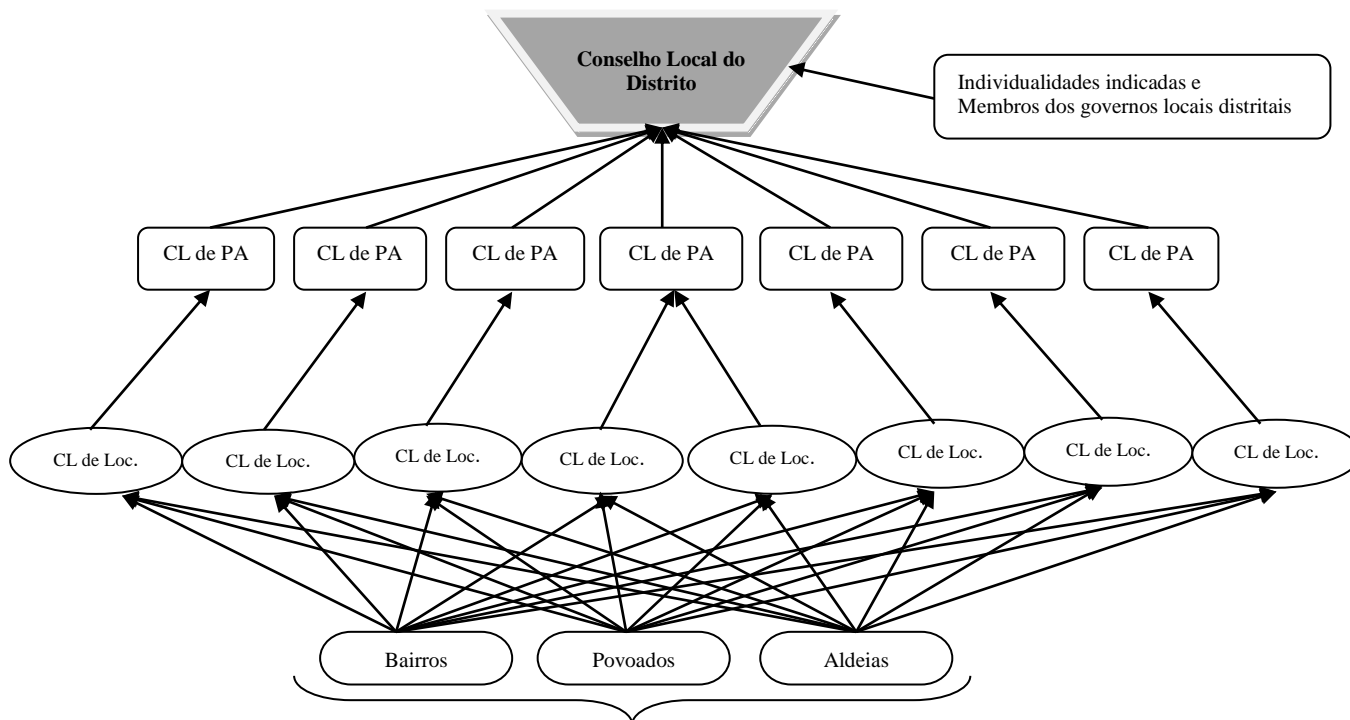 Conselho Local do
Distrito
Individualidades indicadas e
Membros dos governos locais distritais
CL de PA
CL de PA
CL de PA
CL de PA
CL de PA
CL de PA
CL de PA
CL de Loc.
CL de Loc.
CL de Loc.
CL de Loc.
CL de Loc.
CL de Loc.
CL de Loc.
CL de Loc.
Bairros
Povoados
Aldeias